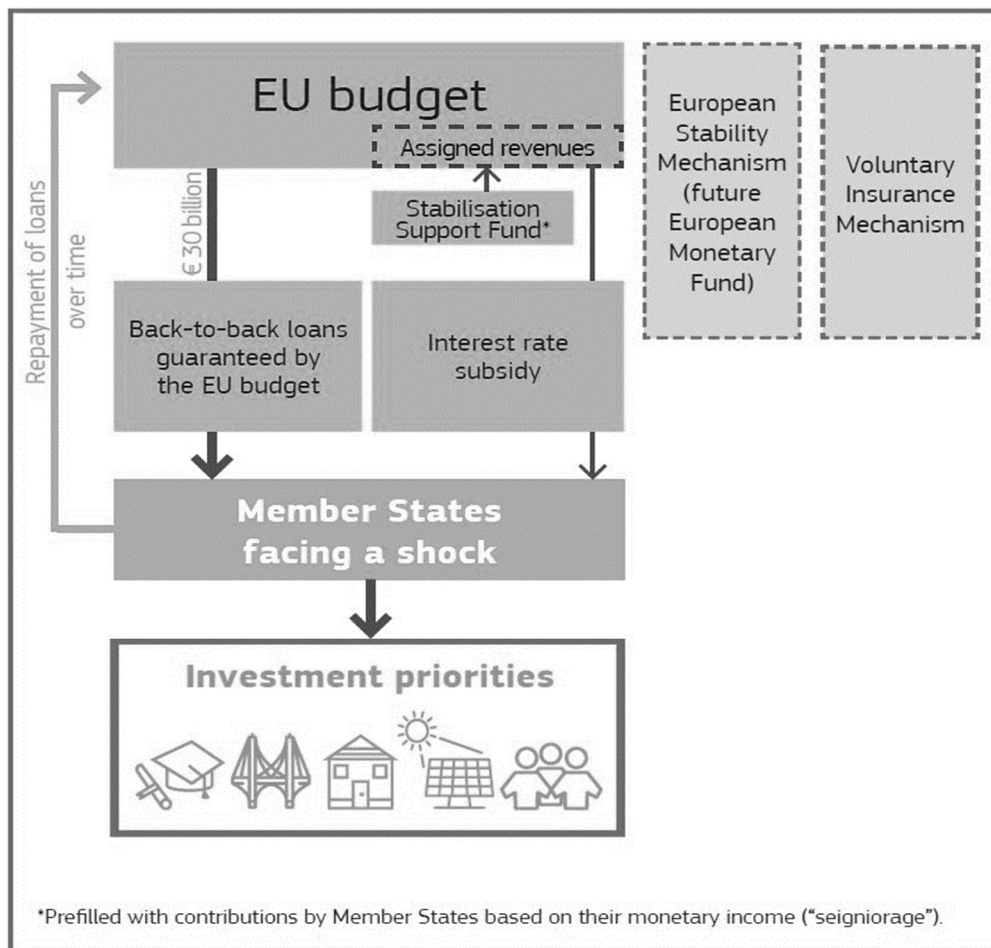 EU budget
Assigned revenues
Stabilisation
Support Fund*
€ 30 billion
Repayment of loans
over time
Back-to-back loans
guaranteed by
the EU budget
Interest rate
subsidy
European
Stability
Mechanism
(future
European
Monetary
Fund)
Voluntary
Insurance
Mechanism
Member States
facing a shock
Investment priorities
*Prefilled with contributions by Member States based on their monetary income (“seigniorage”).